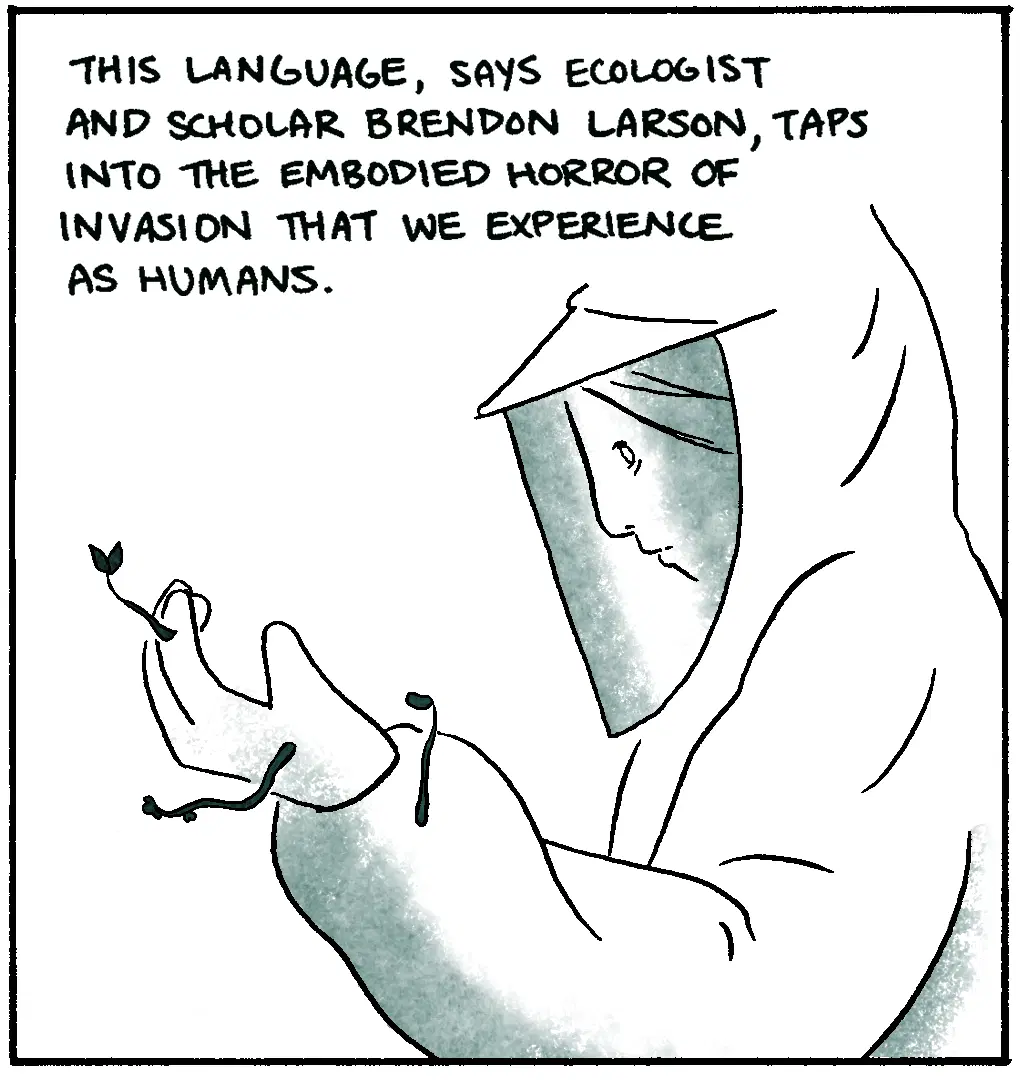 THIS LANGUAGE, SAYS ECOLOGIST
AND SCHOLAR BRENDON LARSON, TAPS
INTO THE EMBODIED HORROR OF
INVASION THAT WE EXPERIENCE
AS HUMANS.